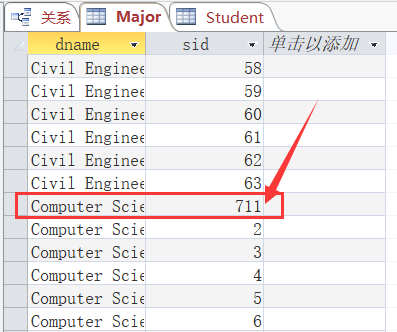 关系 Major Student
dname sid 单击以添加
Civil Enginee 58
Civil Enginee 59
Civil Enginee 60
Civil Enginee 61
Civil Enginee 62
Civil Enginee 63
Computer Scie 711
Computer Scie 2
Computer Scie 3
Computer Scie 4
Computer Scie 5
Computer Scie 6